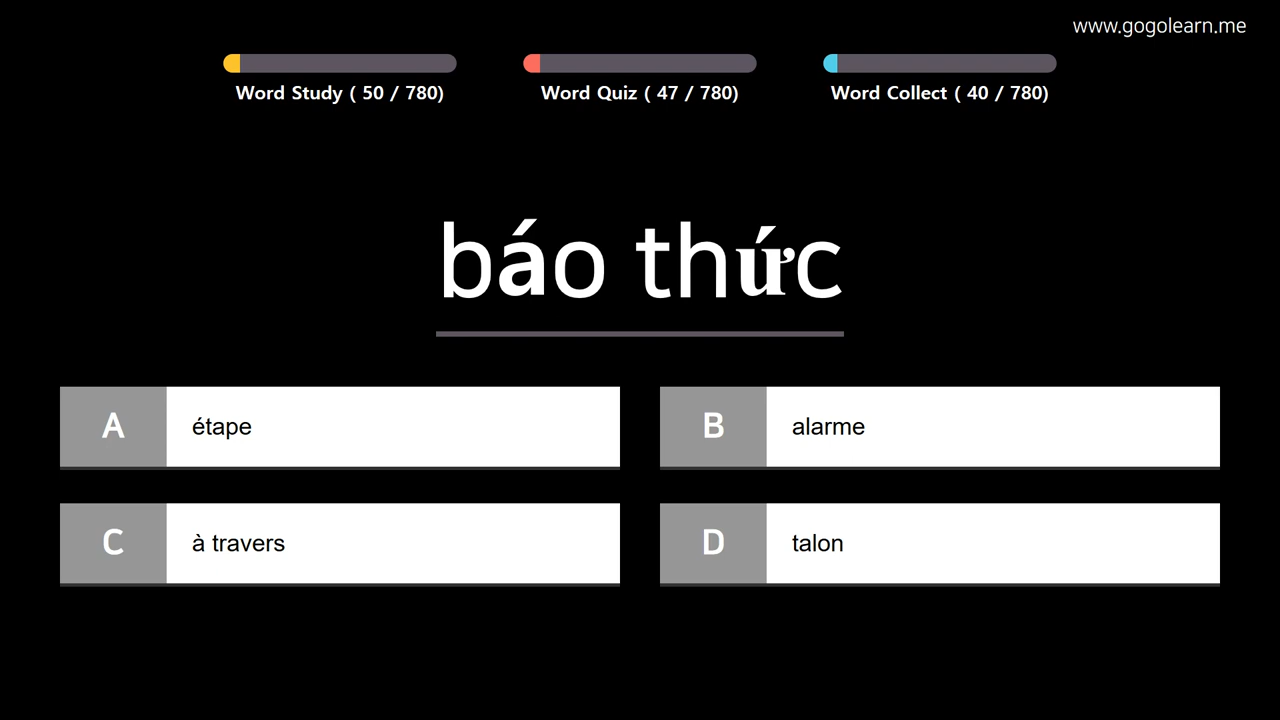 www.gogolearn.me
Word Study ( 50 / 780)
Word Quiz ( 47 / 780)
Word Collect ( 40 / 780)
báo thức
A étape
B alarme
C à travers
D talon